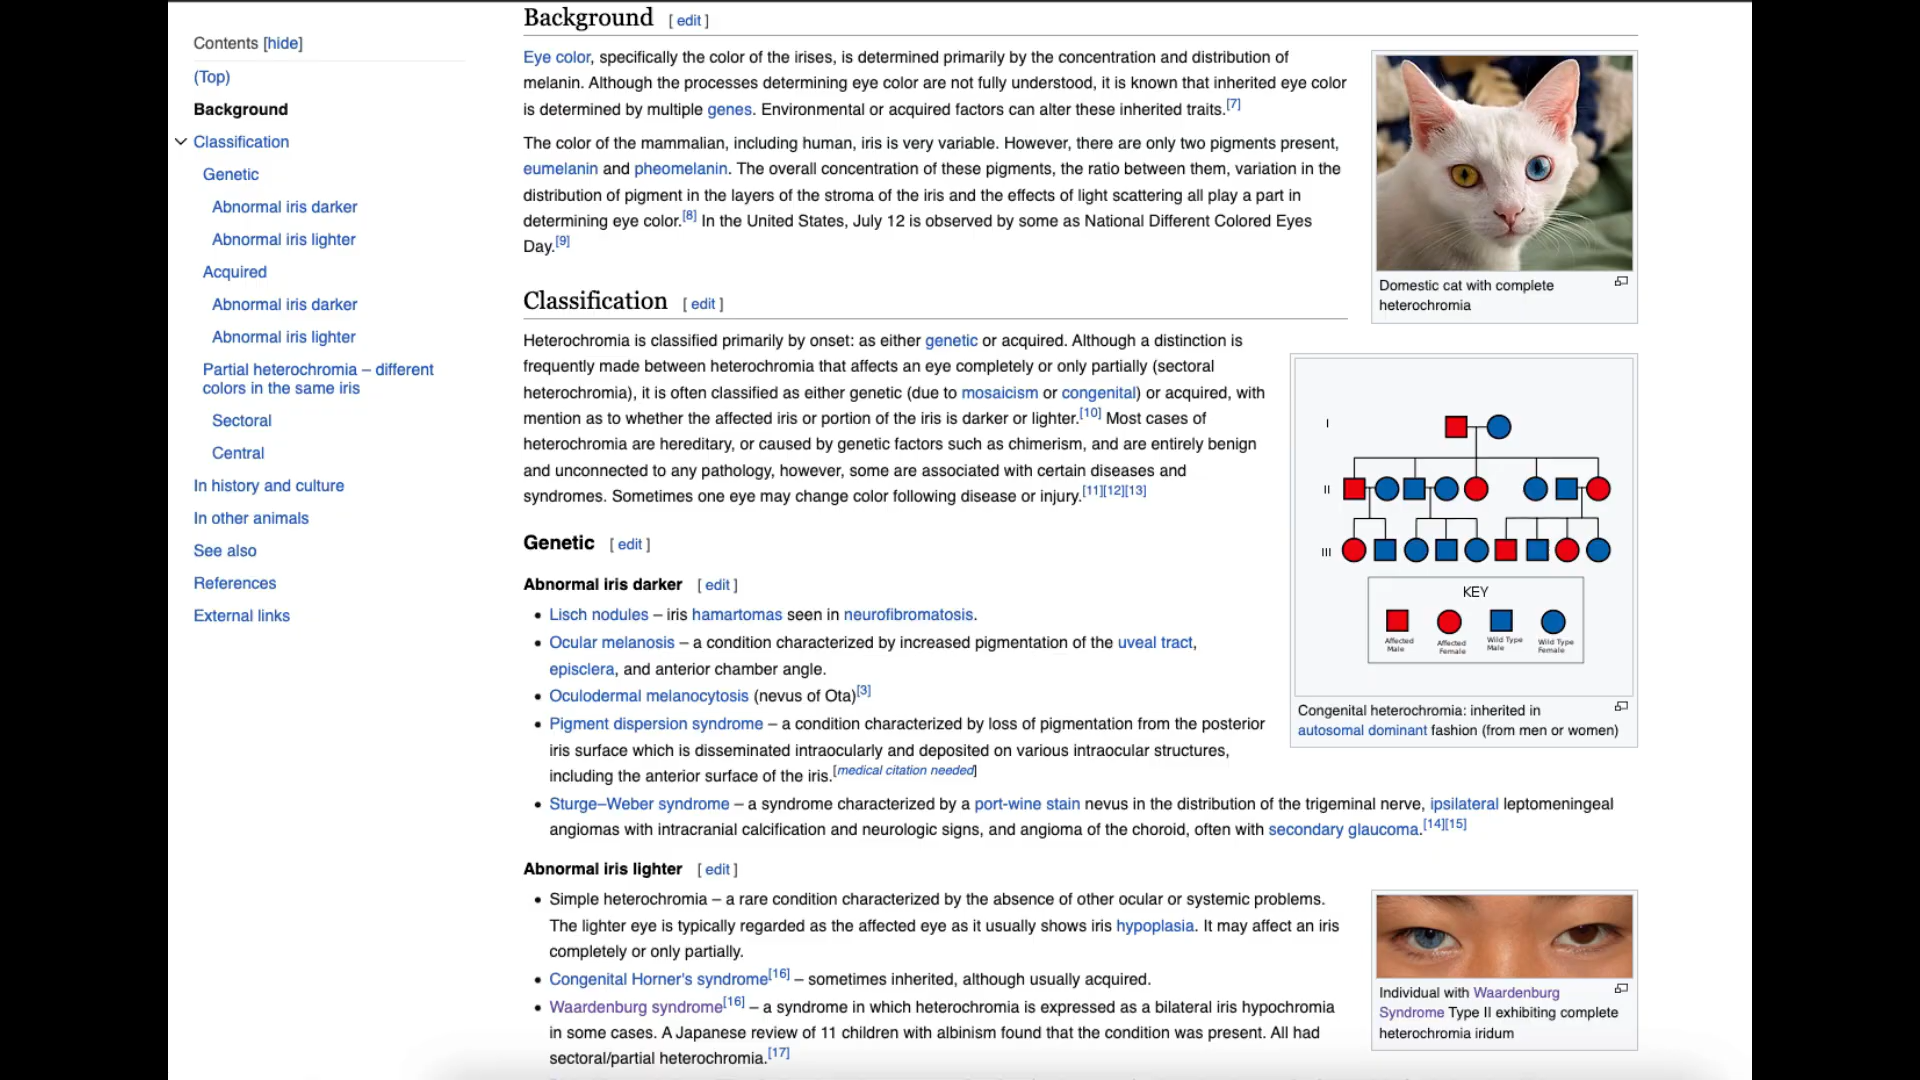 Contents [hide]
(Top)
Background
Classification
Genetic
Abnormal iris darker
Abnormal iris lighter
Acquired
Abnormal iris darker
Abnormal iris lighter
Partial heterochromia – different
colors in the same iris
Sectoral
Central
In history and culture
In other animals
See also
References
External links
Background [ edit ]
Eye color, specifically the color of the irises, is determined primarily by the concentration and distribution of
melanin. Although the processes determining eye color are not fully understood, it is known that inherited eye color
is determined by multiple genes. Environmental or acquired factors can alter these inherited traits.[7]
The color of the mammalian, including human, iris is very variable. However, there are only two pigments present,
eumelanin and pheomelanin. The overall concentration of these pigments, the ratio between them, variation in the
distribution of pigment in the layers of the stroma of the iris and the effects of light scattering all play a part in
determining eye color.[8] In the United States, July 12 is observed by some as National Different Colored Eyes
Day.[9]
Domestic cat with complete
heterochromia
Classification [ edit ]
Heterochromia is classified primarily by onset: as either genetic or acquired. Although a distinction is
frequently made between heterochromia that affects an eye completely or only partially (sectoral
heterochromia), it is often classified as either genetic (due to mosaicism or congenital) or acquired, with
mention as to whether the affected iris or portion of the iris is darker or lighter.[10] Most cases of
heterochromia are hereditary, or caused by genetic factors such as chimerism, and are entirely benign
and unconnected to any pathology, however, some are associated with certain diseases and
syndromes. Sometimes one eye may change color following disease or injury.[11][12][13]
I
II
III
KEY
Affected Male
Affected Female
Wild Type Male
Wild Type Female
Congenital heterochromia: inherited in
autosomal dominant fashion (from men or women)
Genetic [ edit ]
Abnormal iris darker [ edit ]
• Lisch nodules – iris hamartomas seen in neurofibromatosis.
• Ocular melanosis – a condition characterized by increased pigmentation of the uveal tract,
episclera, and anterior chamber angle.
• Oculodermal melanocytosis (nevus of Ota)[3]
• Pigment dispersion syndrome – a condition characterized by loss of pigmentation from the posterior
iris surface which is disseminated intraocularly and deposited on various intraocular structures,
including the anterior surface of the iris.[medical citation needed]
• Sturge–Weber syndrome – a syndrome characterized by a port-wine stain nevus in the distribution of the trigeminal nerve, ipsilateral leptomeningeal
angiomas with intracranial calcification and neurologic signs, and angioma of the choroid, often with secondary glaucoma.[14][15]
Abnormal iris lighter [ edit ]
• Simple heterochromia – a rare condition characterized by the absence of other ocular or systemic problems.
The lighter eye is typically regarded as the affected eye as it usually shows iris hypoplasia. It may affect an iris
completely or only partially.
• Congenital Horner's syndrome[16] – sometimes inherited, although usually acquired.
• Waardenburg syndrome[16] – a syndrome in which heterochromia is expressed as a bilateral iris hypochromia
in some cases. A Japanese review of 11 children with albinism found that the condition was present. All had
sectoral/partial heterochromia.[17]
Individual with Waardenburg
Syndrome Type II exhibiting complete
heterochromia iridum